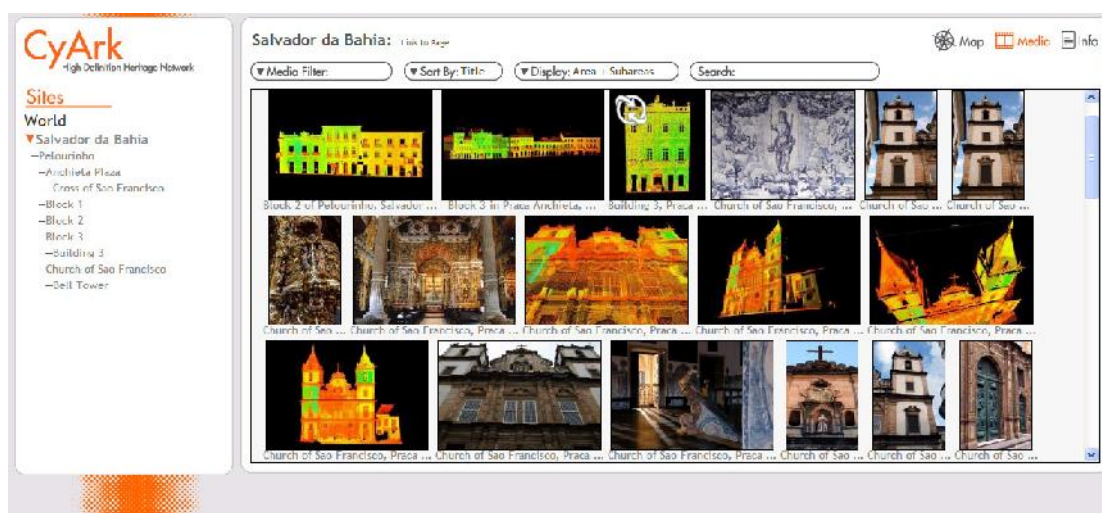 CyArk
High Definition Heritage Network
Sites
World
▼Salvador da Bahia
—Pelourinho
—Anchieta Plaza
Cross of Sao Francisco
—Block 1
—Block 2
Block 3
—Building 3
Church of Sao Francisco
—Bell Tower
Salvador da Bahia: Link to Page
Map Media Info
▼Media Filter: ▼Sort By: Title ▼Display: Area + Subareas Search:
Block 2 of Pelourinho, Salvador ... Block 3 in Praca Anchieta, ... Building 3, Praca ... Church of Sao Francisco, ... Church of Sao ... Church of Sao ...
Church of Sao ... Church of Sao Francisco, Praca ... Church of Sao Francisco, Praca ... Church of Sao Francisco, Praca ... Church of Sao Francisco, Praca ...
Church of Sao Francisco, Praca ... Church of Sao Francisco, Praca ... Church of Sao Francisco, Praca ... Church of Sao ... Church of Sao ... Church of Sao ...